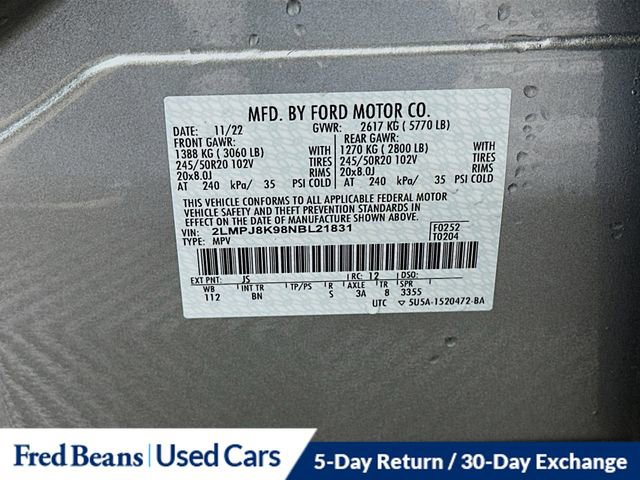 MFD. BY FORD MOTOR CO.
DATE: 11/22 GVWR: 2617 KG ( 5770 LB)
FRONT GAWR: REAR GAWR:
1388 KG ( 3060 LB) WITH 1270 KG ( 2800 LB) WITH
245/50R20 102V TIRES 245/50R20 102V TIRES
20x8.0J RIMS 20x8.0J RIMS
AT 240 kPa/ 35 PSI COLD AT 240 kPa/ 35 PSI COLD
THIS VEHICLE CONFORMS TO ALL APPLICABLE FEDERAL MOTOR
VEHICLE SAFETY AND THEFT PREVENTION STANDARDS IN EFFECT ON THE DATE OF
MANUFACTURE SHOWN ABOVE.
VIN: 2LMPJ8K98NBL21831 F0252
TYPE: MPV T0204
EXT PNT: JS RC: 12 DSO:
WB INT TR TP/PS R AXLE TR SPR
112 BN S 3A 8 3355
UTC ▽ 5U5A-1520472-BA
Fred Beans | Used Cars 5-Day Return / 30-Day Exchange